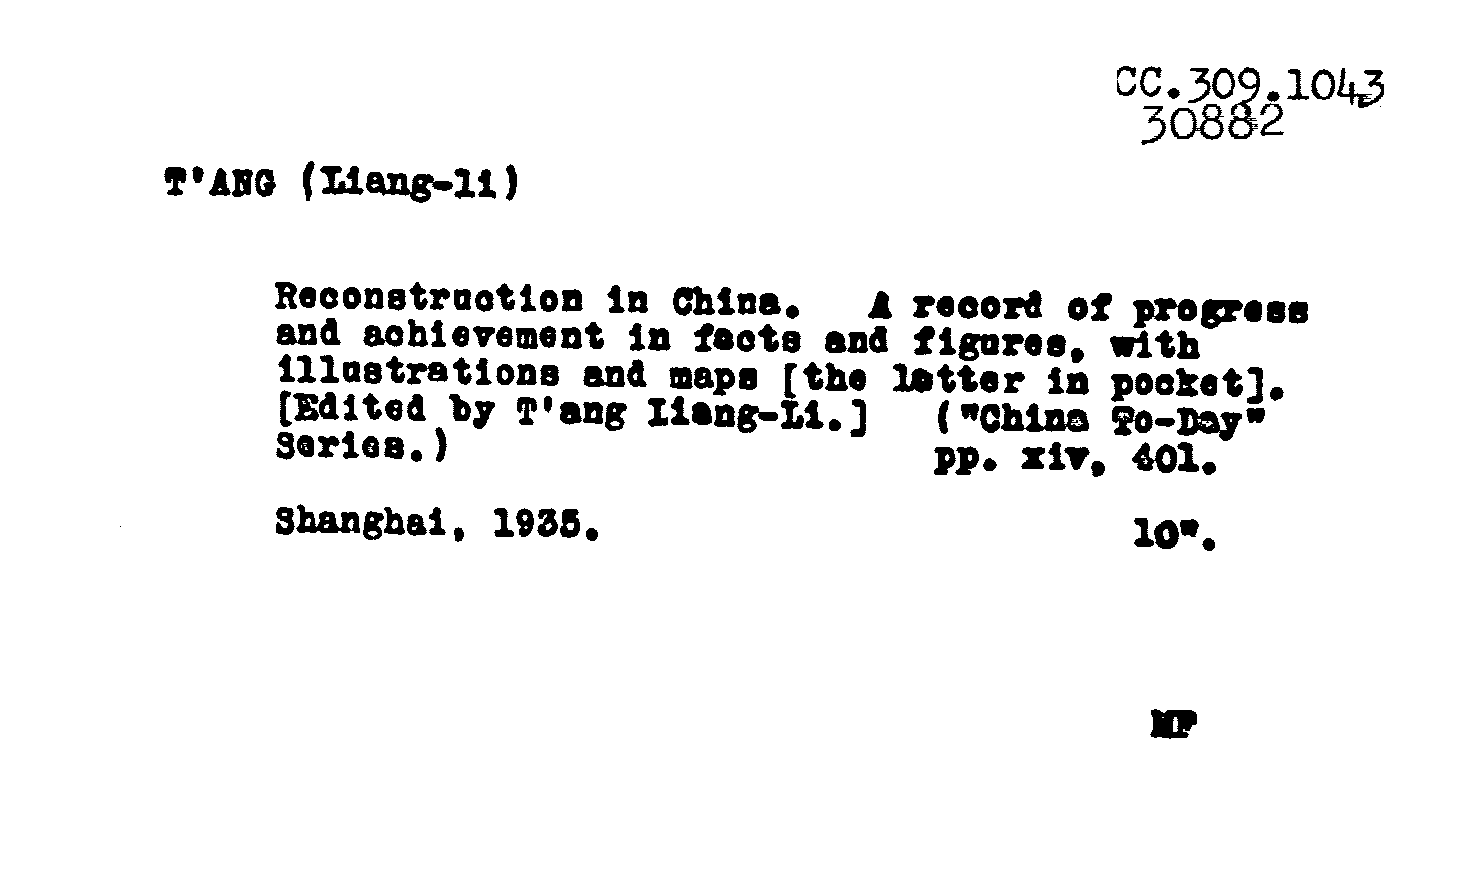 CC.309.1043
30882
T'ANG (Liang-li)
Reconstruction in China. A record of progress
and achievement in facts and figures, with
illustrations and maps [the latter in pocket].
[Edited by T'ang Liang-Li.] ("China To-Day"
Series.) pp. xiv, 401.
Shanghai, 1935. 10".
MF